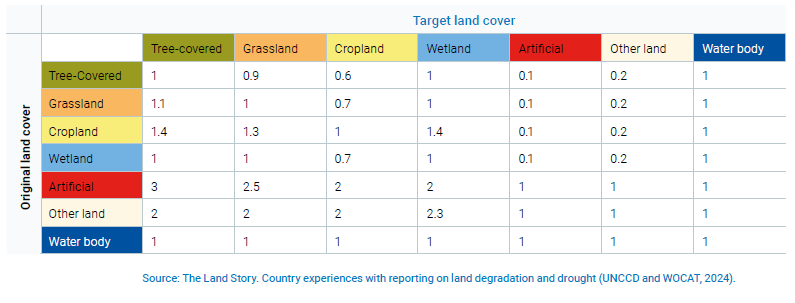 Target land cover
Tree-covered Grassland Cropland Wetland Artificial Other land Water body
Original land cover
Tree-Covered 1 0.9 0.6 1 0.1 0.2 1
Grassland 1.1 1 0.7 1 0.1 0.2 1
Cropland 1.4 1.3 1 1.4 0.1 0.2 1
Wetland 1 1 0.7 1 0.1 0.2 1
Artificial 3 2.5 2 2 1 1 1
Other land 2 2 2 2.3 1 1 1
Water body 1 1 1 1 1 1 1
Source: The Land Story. Country experiences with reporting on land degradation and drought (UNCCD and WOCAT, 2024).